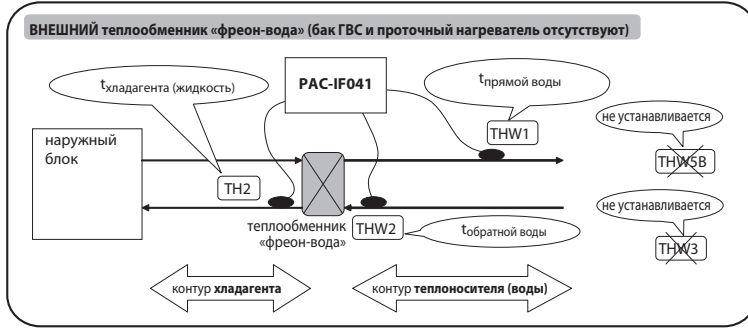 ВНЕШНИЙ теплообменник «фреон-вода» (бак ГВС и проточный нагреватель отсутствуют)
tхладагента (жидкость)
PAC-IF041
tпрямой воды
THW1
не устанавливается
THW5B
наружный
блок
TH2
теплообменник
«фреон-вода»
THW2
tобратной воды
не устанавливается
THW3
контур хладагента
контур теплоносителя (воды)